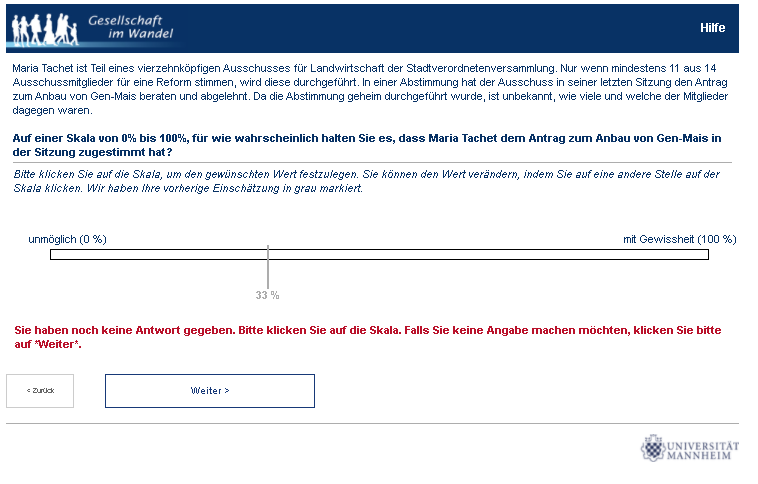 Gesellschaft
im Wandel
Hilfe
Maria Tachet ist Teil eines vierzehnköpfigen Ausschusses für Landwirtschaft der Stadtverordnetenversammlung. Nur wenn mindestens 11 aus 14
Ausschussmitglieder für eine Reform stimmen, wird diese durchgeführt. In einer Abstimmung hat der Ausschuss in seiner letzten Sitzung den Antrag
zum Anbau von Gen-Mais beraten und abgelehnt. Da die Abstimmung geheim durchgeführt wurde, ist unbekannt, wie viele und welche der Mitglieder
dagegen waren.
Auf einer Skala von 0% bis 100%, für wie wahrscheinlich halten Sie es, dass Maria Tachet dem Antrag zum Anbau von Gen-Mais in
der Sitzung zugestimmt hat?
Bitte klicken Sie auf die Skala, um den gewünschten Wert festzulegen. Sie können den Wert verändern, indem Sie auf eine andere Stelle auf der
Skala klicken. Wir haben Ihre vorherige Einschätzung in grau markiert.
unmöglich (0 %)
mit Gewissheit (100 %)
33 %
Sie haben noch keine Antwort gegeben. Bitte klicken Sie auf die Skala. Falls Sie keine Angabe machen möchten, klicken Sie bitte
auf *Weiter*.
< Zurück
Weiter >
UNIVERSITÄT
MANNHEIM